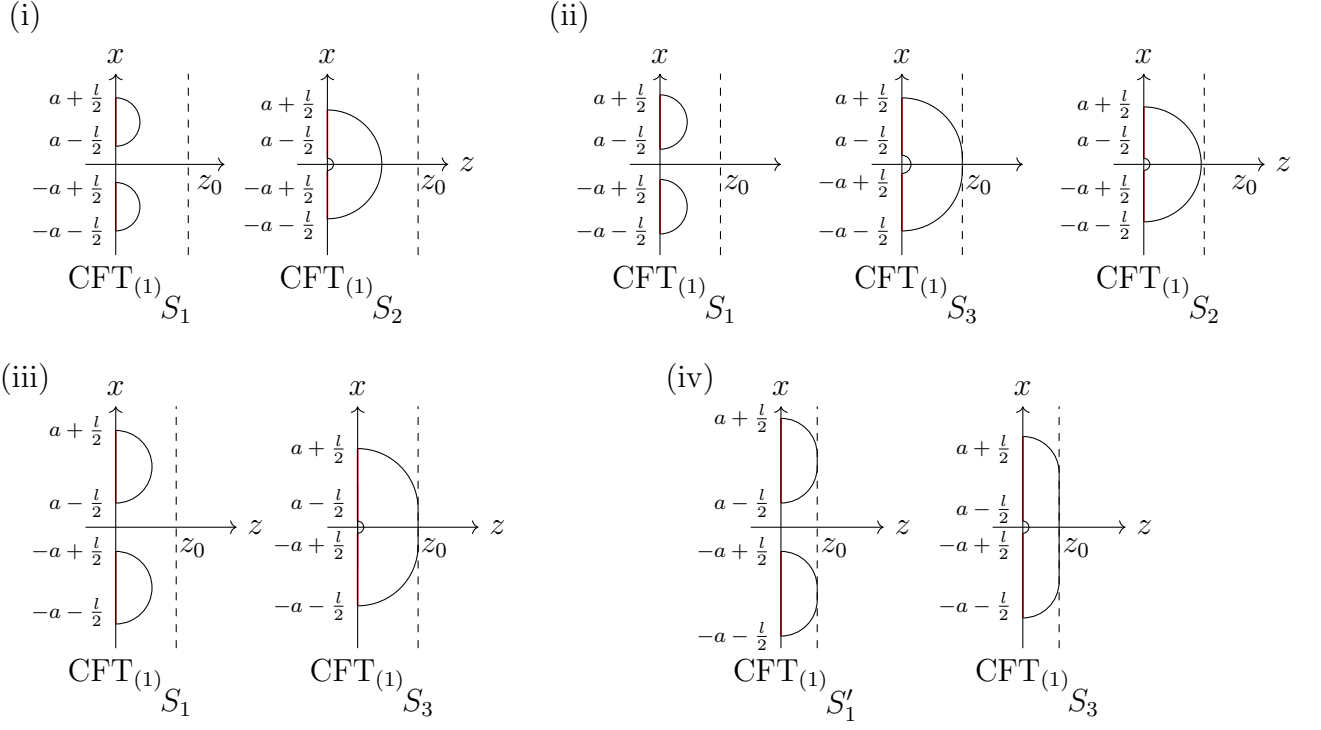 (i)
x
a + l/2
a − l/2
−a + l/2
−a − l/2
z₀
CFT₍₁₎
S₁
x
a + l/2
a − l/2
−a + l/2
−a − l/2
z₀
z
CFT₍₁₎
S₂
(ii)
x
a + l/2
a − l/2
−a + l/2
−a − l/2
z₀
CFT₍₁₎
S₁
x
a + l/2
a − l/2
−a + l/2
−a − l/2
z₀
CFT₍₁₎
S₃
x
a + l/2
a − l/2
−a + l/2
−a − l/2
z₀
z
CFT₍₁₎
S₂
(iii)
x
a + l/2
a − l/2
−a + l/2
−a − l/2
z₀
z
CFT₍₁₎
S₁
x
a + l/2
a − l/2
−a + l/2
−a − l/2
z₀
z
CFT₍₁₎
S₃
(iv)
x
a + l/2
a − l/2
−a + l/2
−a − l/2
z₀
z
CFT₍₁₎
S′₁
x
a + l/2
a − l/2
−a + l/2
−a − l/2
z₀
z
CFT₍₁₎
S₃